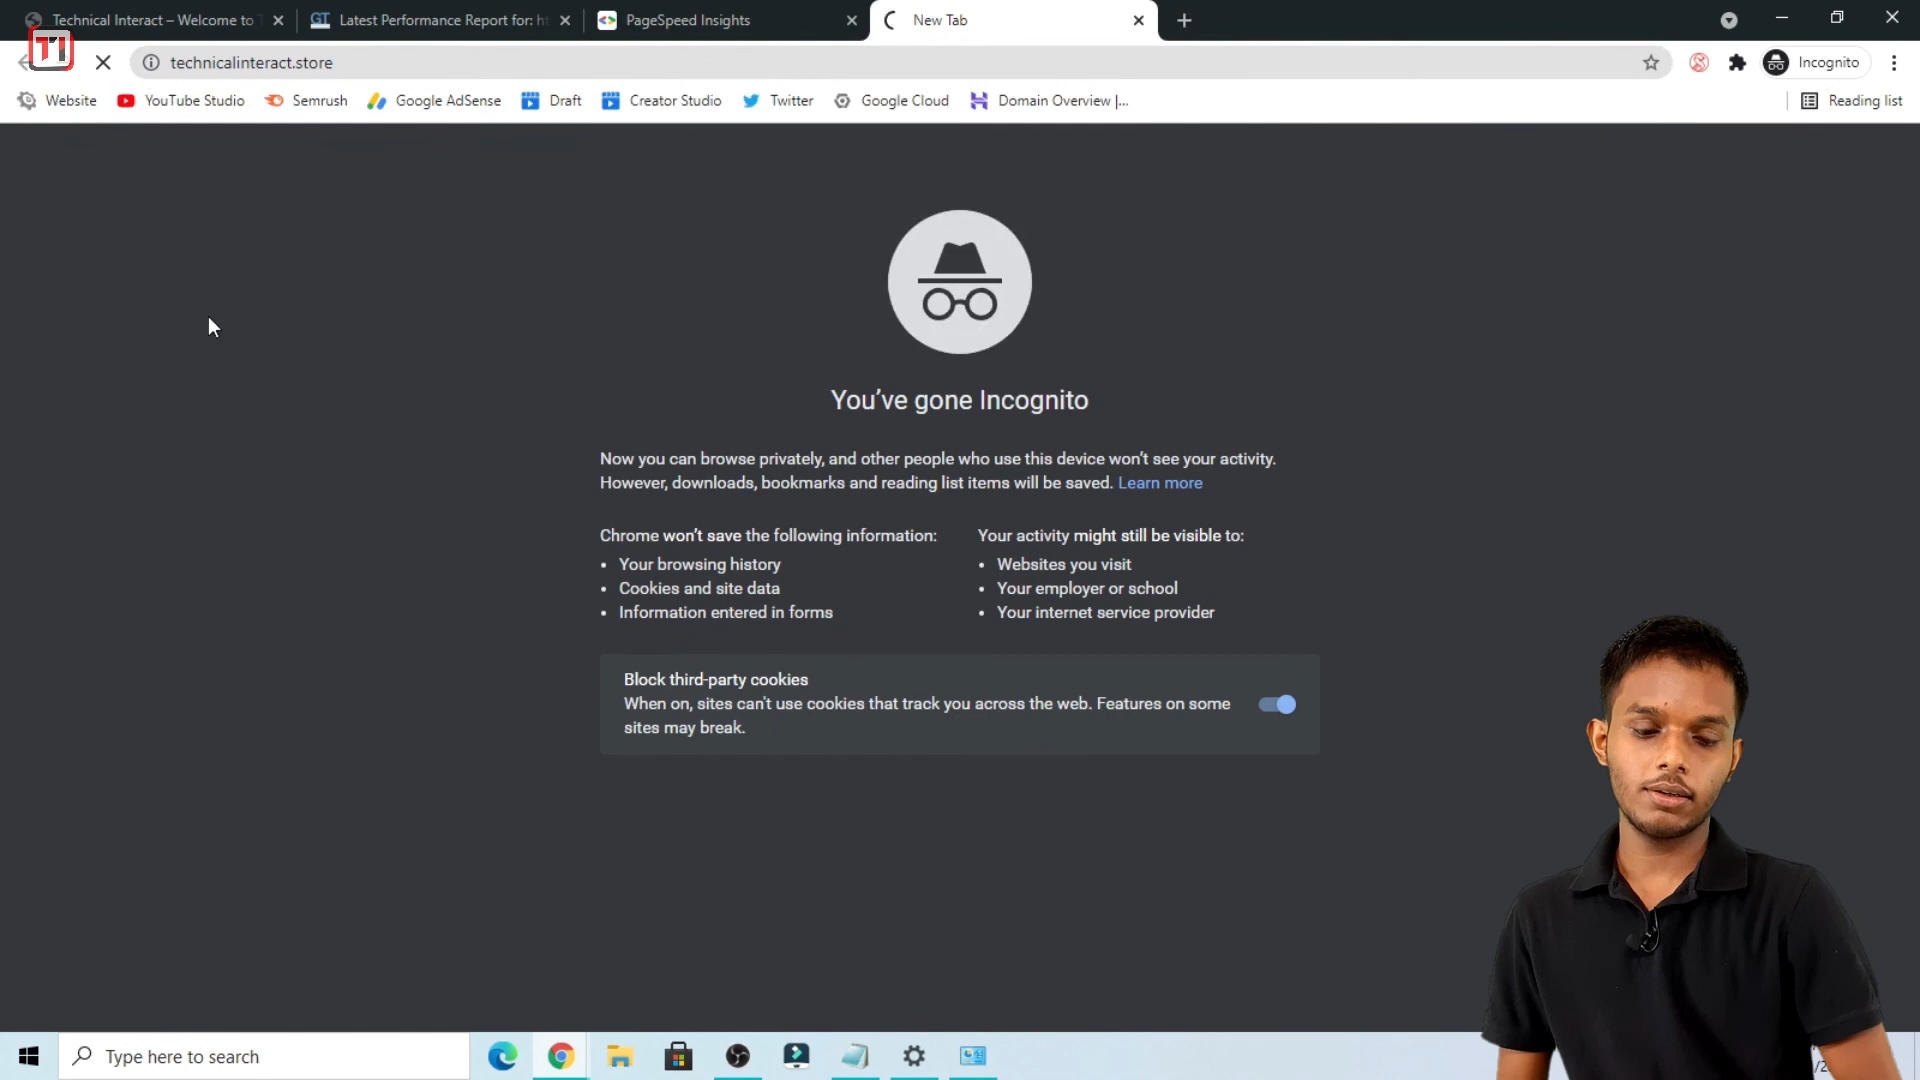 Technical Interact – Welcome to
GT Latest Performance Report for: ht
PageSpeed Insights
New Tab
TI
technicalinteract.store
Incognito
Website
YouTube Studio
Semrush
Google AdSense
Draft
Creator Studio
Twitter
Google Cloud
Domain Overview |...
Reading list
You've gone Incognito
Now you can browse privately, and other people who use this device won't see your activity.
However, downloads, bookmarks and reading list items will be saved. Learn more
Chrome won't save the following information:
• Your browsing history
• Cookies and site data
• Information entered in forms
Your activity might still be visible to:
• Websites you visit
• Your employer or school
• Your internet service provider
Block third-party cookies
When on, sites can't use cookies that track you across the web. Features on some
sites may break.
Type here to search